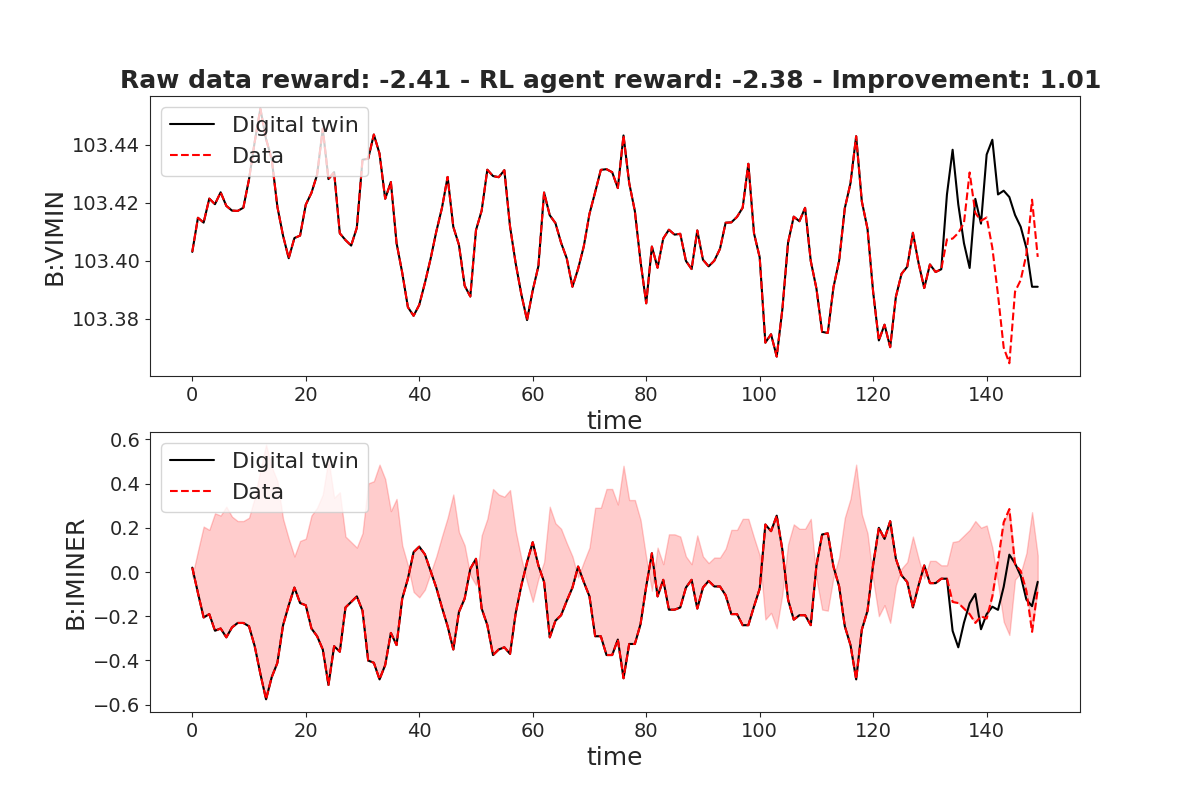 Raw data reward: -2.41 - RL agent reward: -2.38 - Improvement: 1.01
Digital twin
Data
B:VIMIN
103.44
103.42
103.40
103.38
0 20 40 60 80 100 120 140
time
Digital twin
Data
B:IMINER
0.6
0.4
0.2
0.0
−0.2
−0.4
−0.6
0 20 40 60 80 100 120 140
time